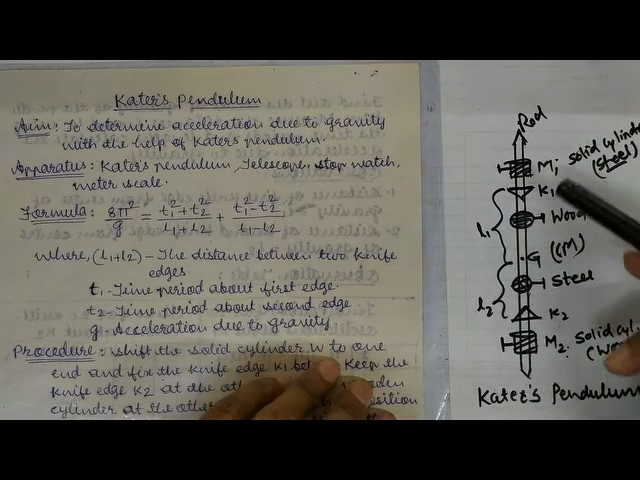 Kater's Pendulum
Aim: To determine acceleration due to gravity
with the help of Kater's pendulum.
Apparatus: Kater's pendulum, Telescope, stop watch,
meter scale.
Formula: 8π²/g = (t₁²+t₂²)/(l₁+l₂) + (t₁²-t₂²)/(l₁-l₂)
Where, (l₁+l₂) - The distance between two knife
edges.
t₁ - Time period about first edge.
t₂ - Time period about second edge
g - Acceleration due to gravity
Procedure: Shift the solid cylinder W to one
end and fix the knife edge K₁ Keep the
knife edge K₂ at the
cylinder at the other position
Rod
M₁: solid cylinde
(steel)
K₁
l₁
Wood
G (CM)
Steel
l₂
K₂
M₂: Solid cylin
Kater's Pendulum